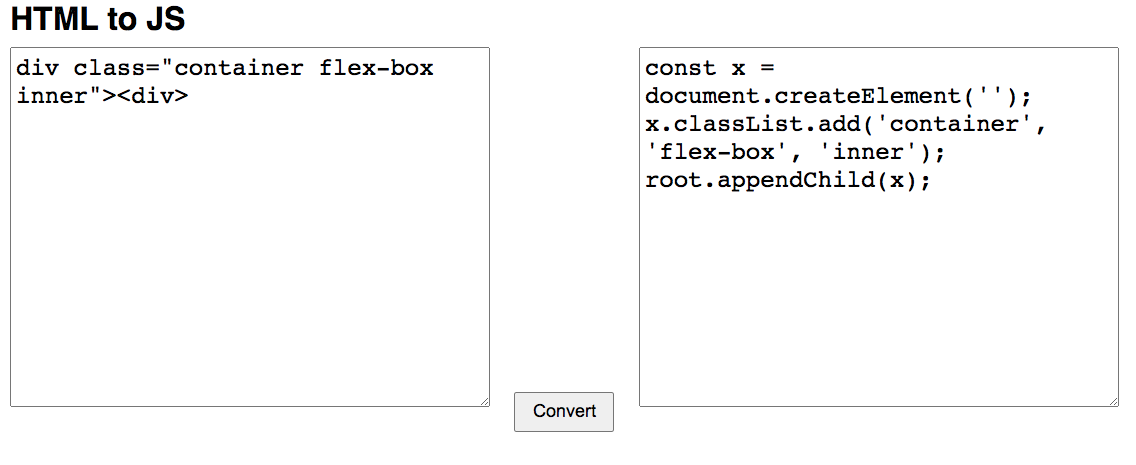 HTML to JS
div class="container flex-box
inner"><div>
const x =
document.createElement('');
x.classList.add('container',
'flex-box', 'inner');
root.appendChild(x);
Convert